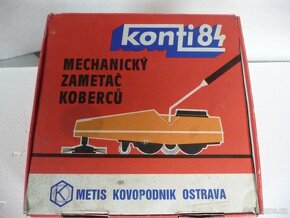 konti 84
MECHANICKÝ
ZAMETAČ
KOBERCŮ
K
METIS KOVOPODNIK OSTRAVA